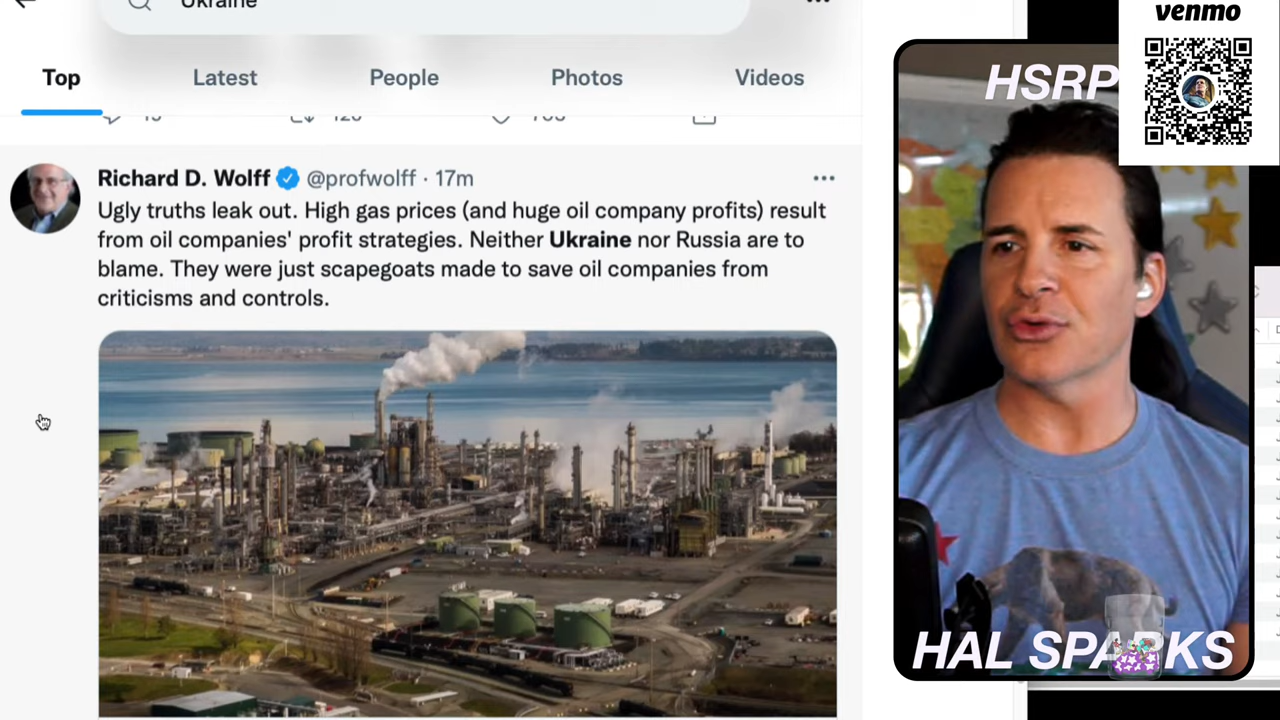 Ukraine
Top Latest People Photos Videos
Richard D. Wolff @profwolff · 17m
Ugly truths leak out. High gas prices (and huge oil company profits) result
from oil companies' profit strategies. Neither Ukraine nor Russia are to
blame. They were just scapegoats made to save oil companies from
criticisms and controls.
venmo
HSRP
HAL SPARKS